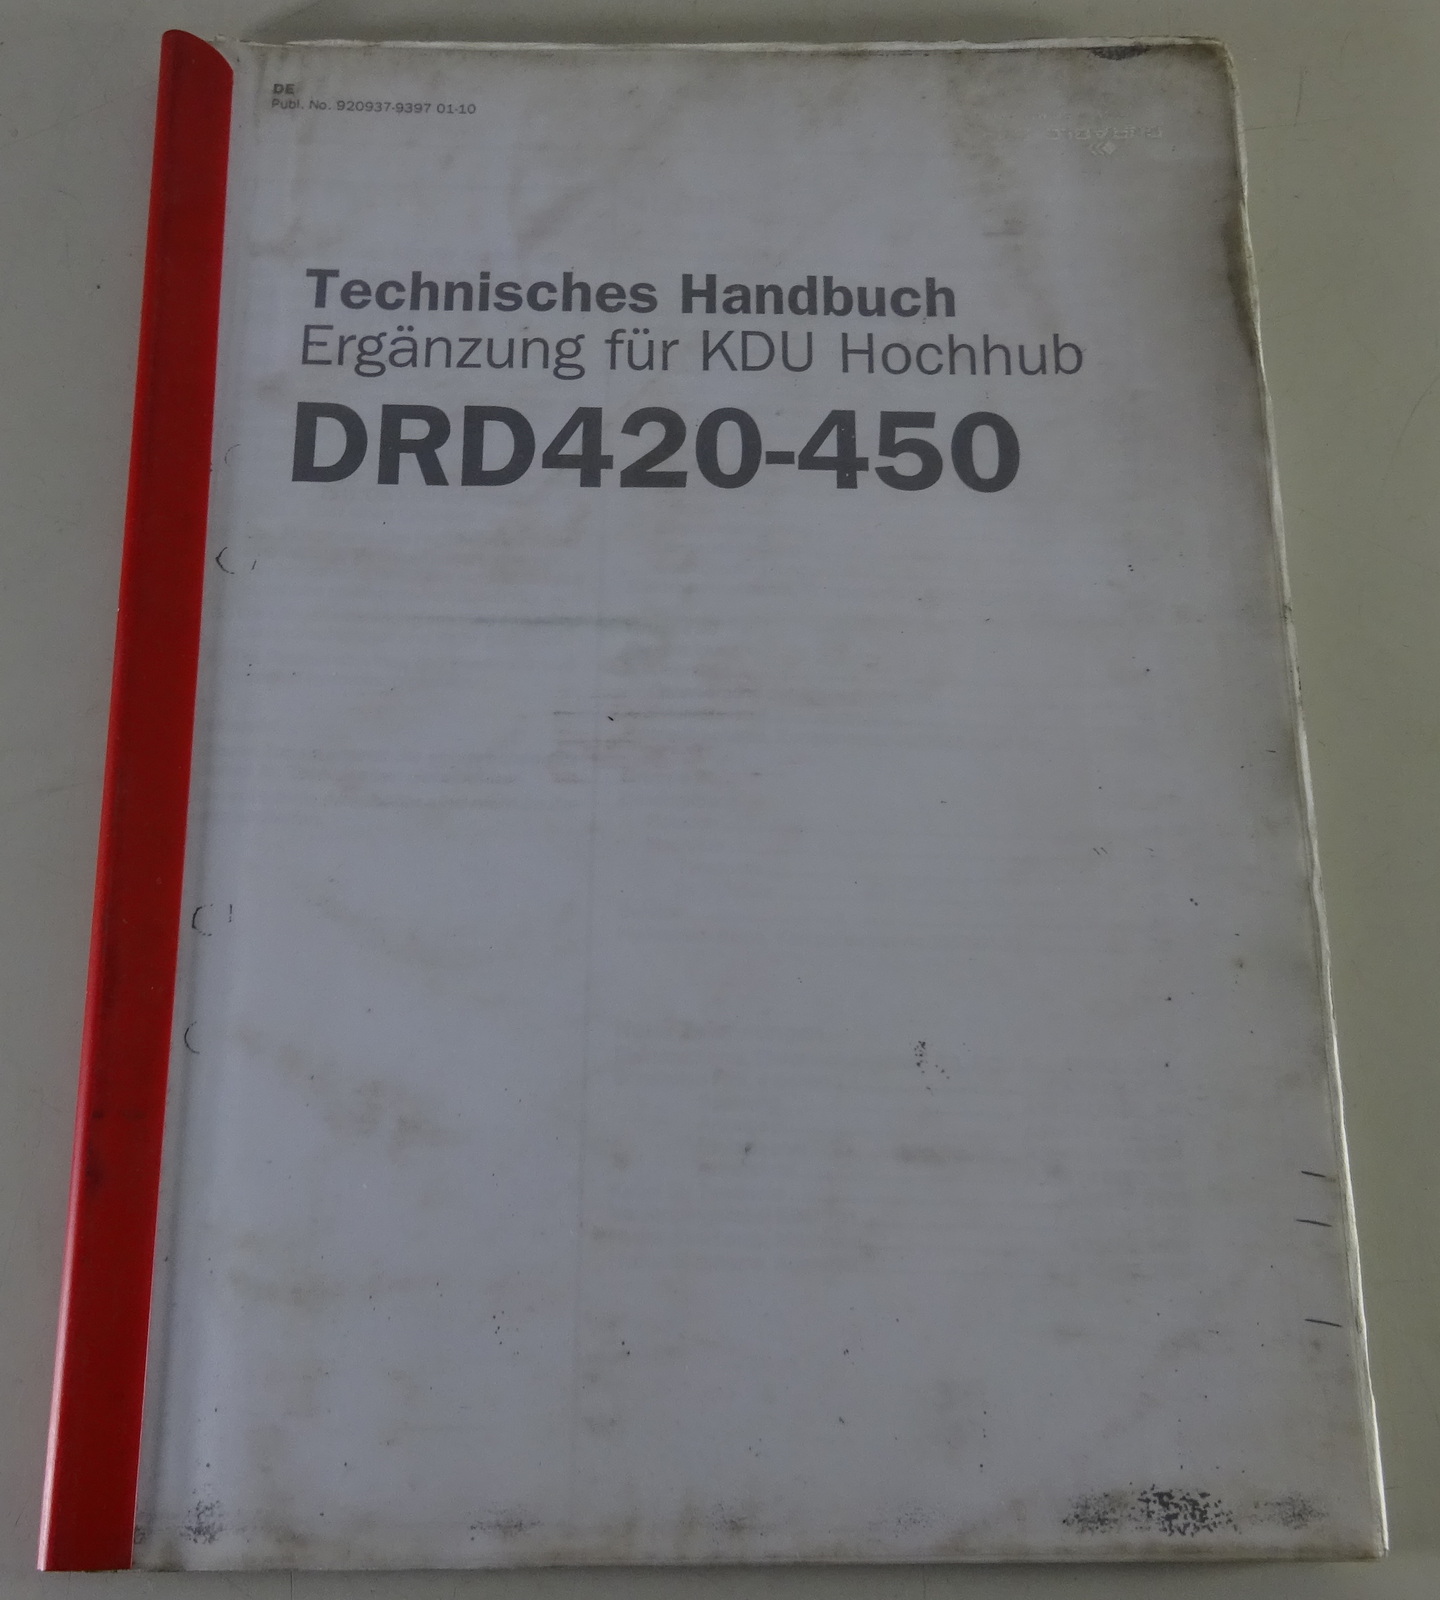 DE
Publ. No. 920937-9397 01-10
Technisches Handbuch
Ergänzung für KDU Hochhub
DRD420-450